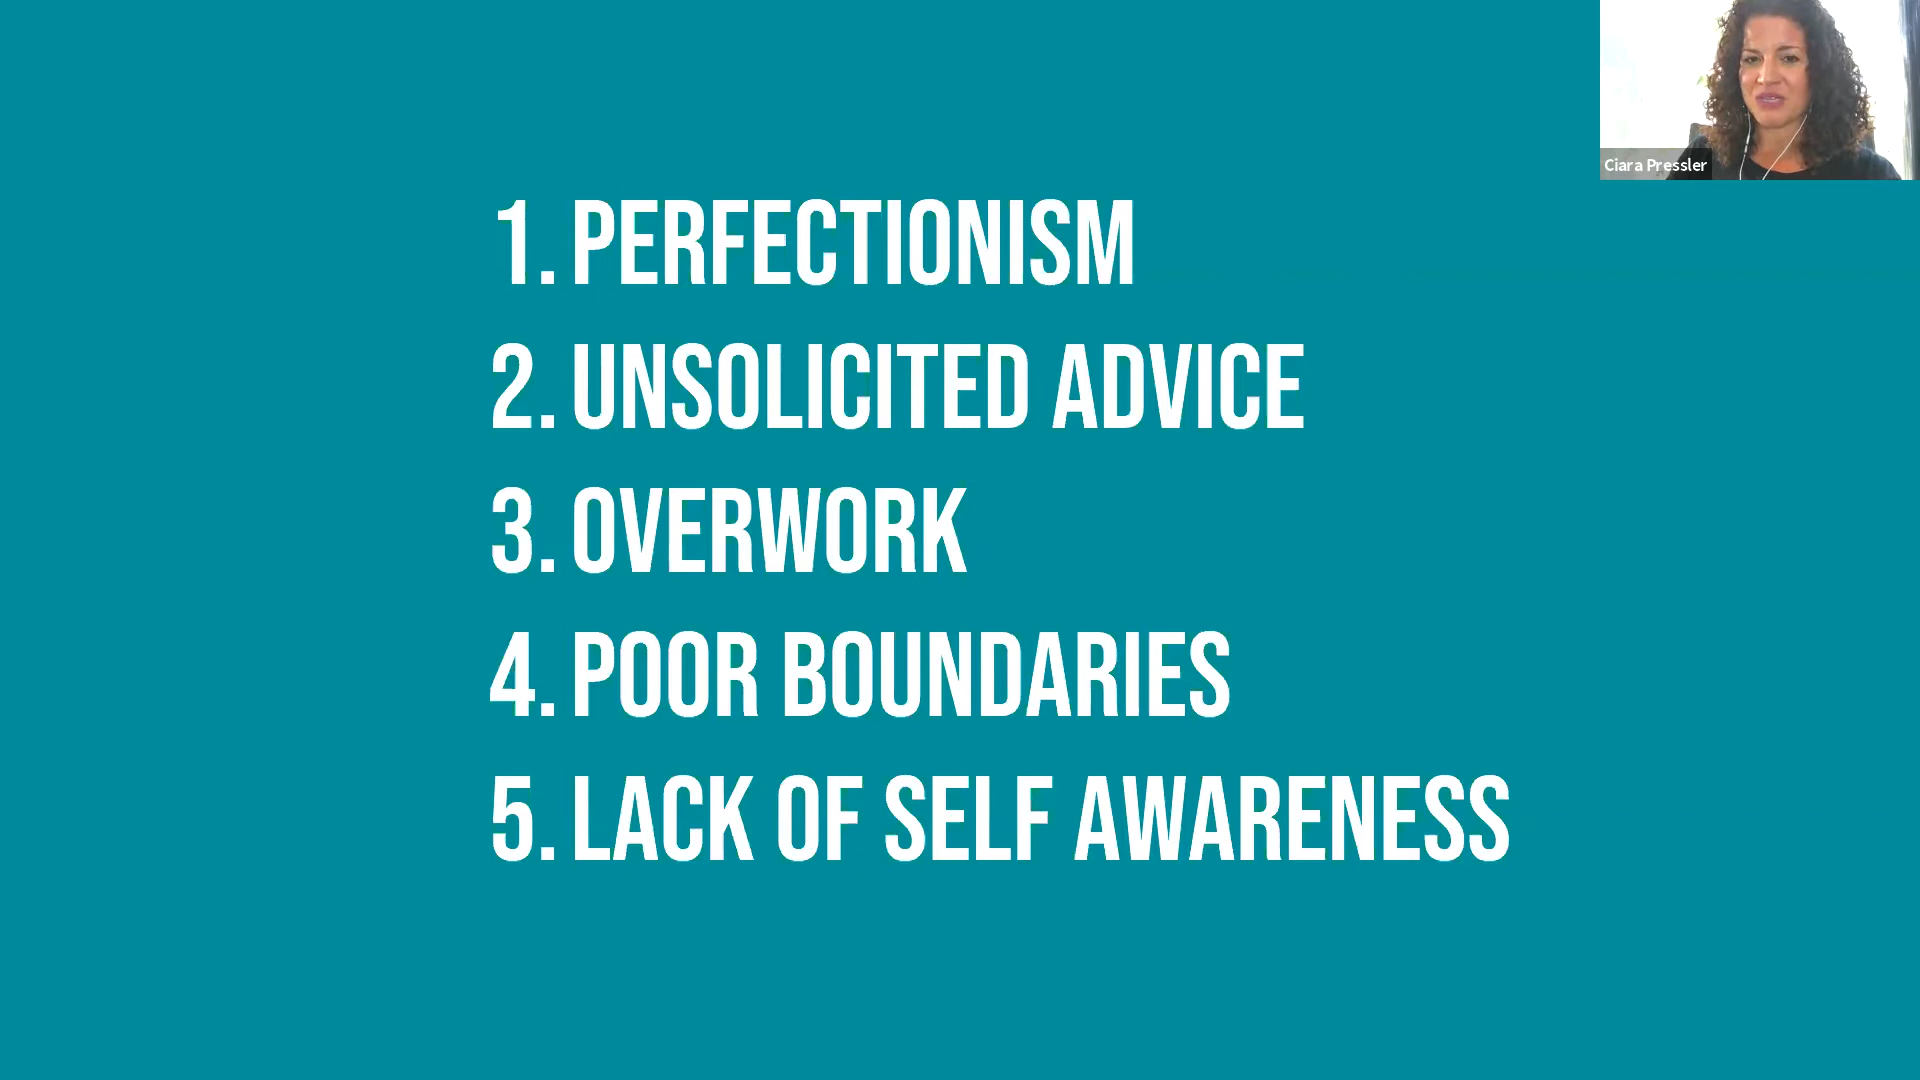 Ciara Pressler
1. PERFECTIONISM
2. UNSOLICITED ADVICE
3. OVERWORK
4. POOR BOUNDARIES
5. LACK OF SELF AWARENESS